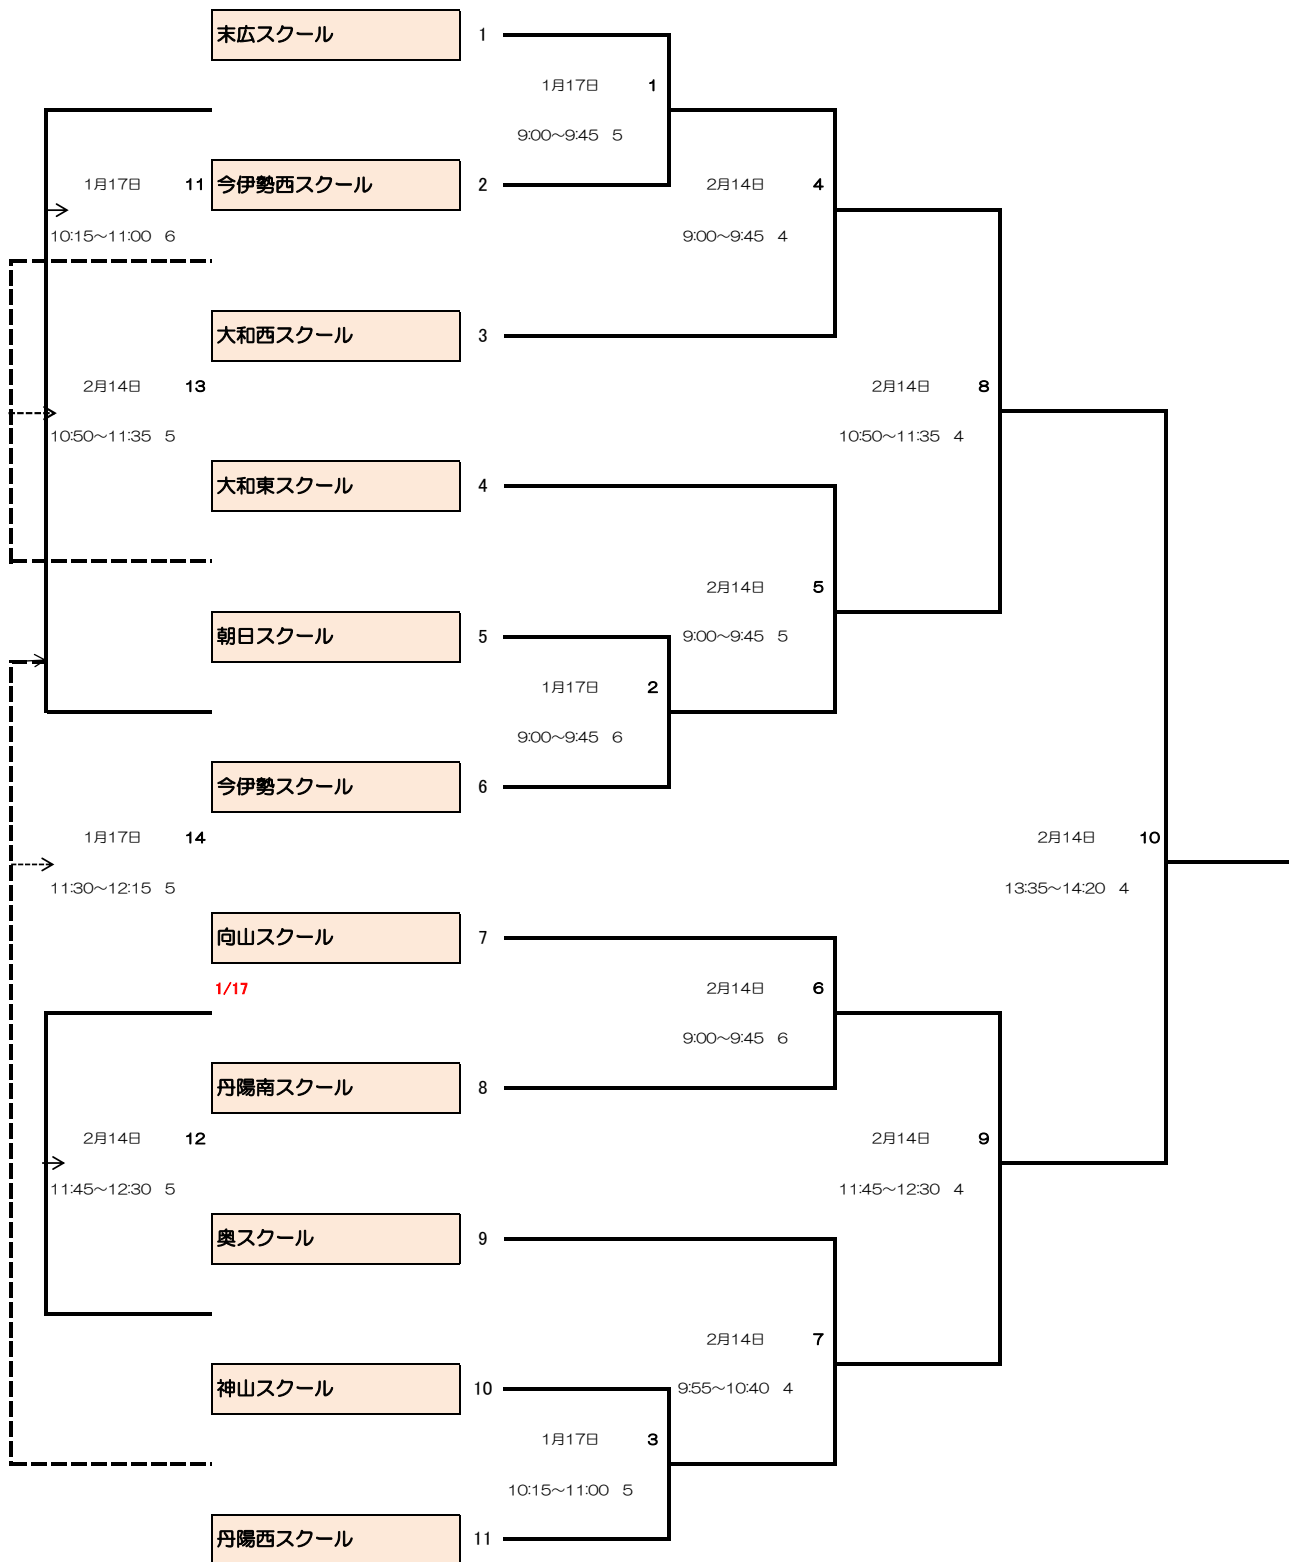 末広スクール 1
1月17日 1
9:00～9:45 5
1月17日 11 今伊勢西スクール 2 2月14日 4
10:15～11:00 6 9:00～9:45 4
大和西スクール 3
2月14日 13 2月14日 8
10:50～11:35 5 10:50～11:35 4
大和東スクール 4
2月14日 5
朝日スクール 5 9:00～9:45 5
1月17日 2
9:00～9:45 6
今伊勢スクール 6
1月17日 14 2月14日 10
11:30～12:15 5 13:35～14:20 4
向山スクール 7
1/17 2月14日 6
9:00～9:45 6
丹陽南スクール 8
2月14日 12 2月14日 9
11:45～12:30 5 11:45～12:30 4
奥スクール 9
2月14日 7
神山スクール 10 9:55～10:40 4
1月17日 3
10:15～11:00 5
丹陽西スクール 11